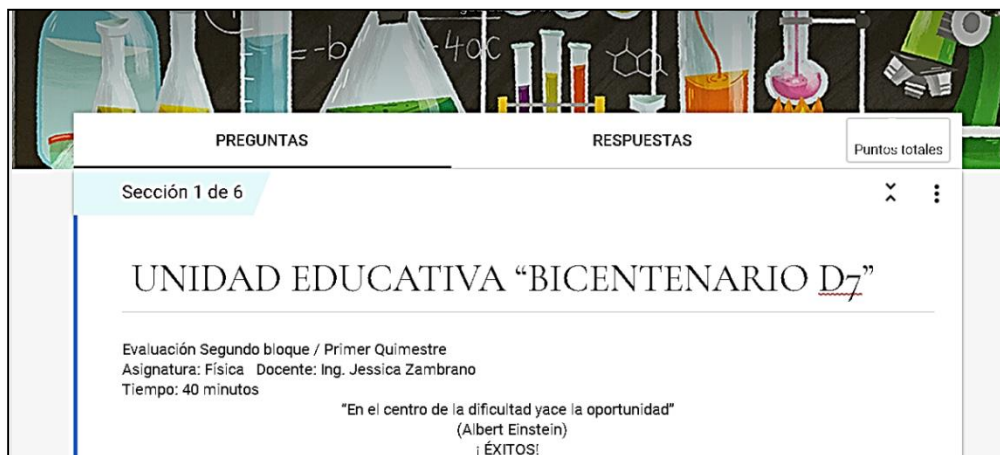 =-b
-40C
PREGUNTAS
RESPUESTAS
Puntos totales
Sección 1 de 6
UNIDAD EDUCATIVA “BICENTENARIO D7”
Evaluación Segundo bloque / Primer Quimestre
Asignatura: Física Docente: Ing. Jessica Zambrano
Tiempo: 40 minutos
“En el centro de la dificultad yace la oportunidad”
(Albert Einstein)
¡ ÉXITOS!